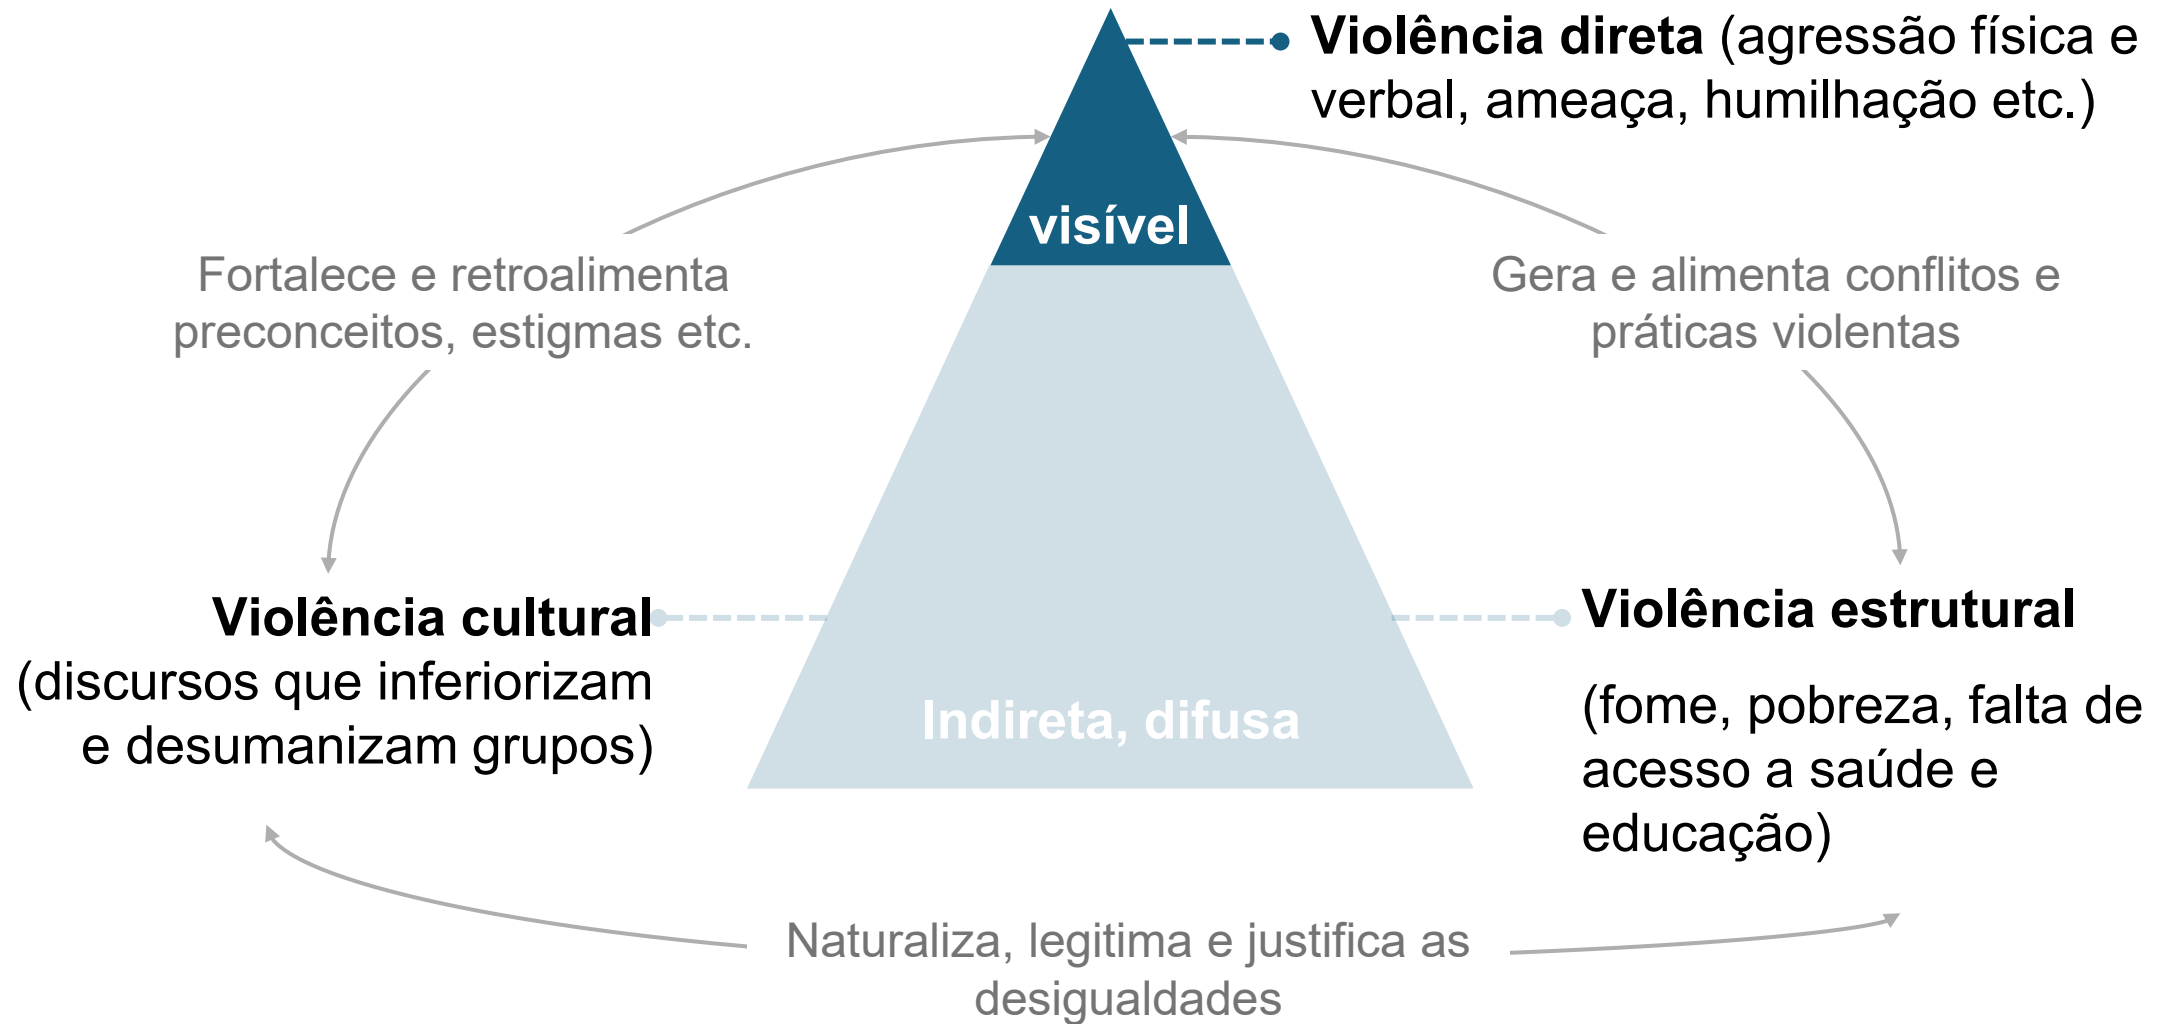 Violência direta (agressão física e
verbal, ameaça, humilhação etc.)
visível
Fortalece e retroalimenta
preconceitos, estigmas etc.
Gera e alimenta conflitos e
práticas violentas
Violência cultural
(discursos que inferiorizam
e desumanizam grupos)
Indireta, difusa
Violência estrutural
(fome, pobreza, falta de
acesso a saúde e
educação)
Naturaliza, legitima e justifica as
desigualdades